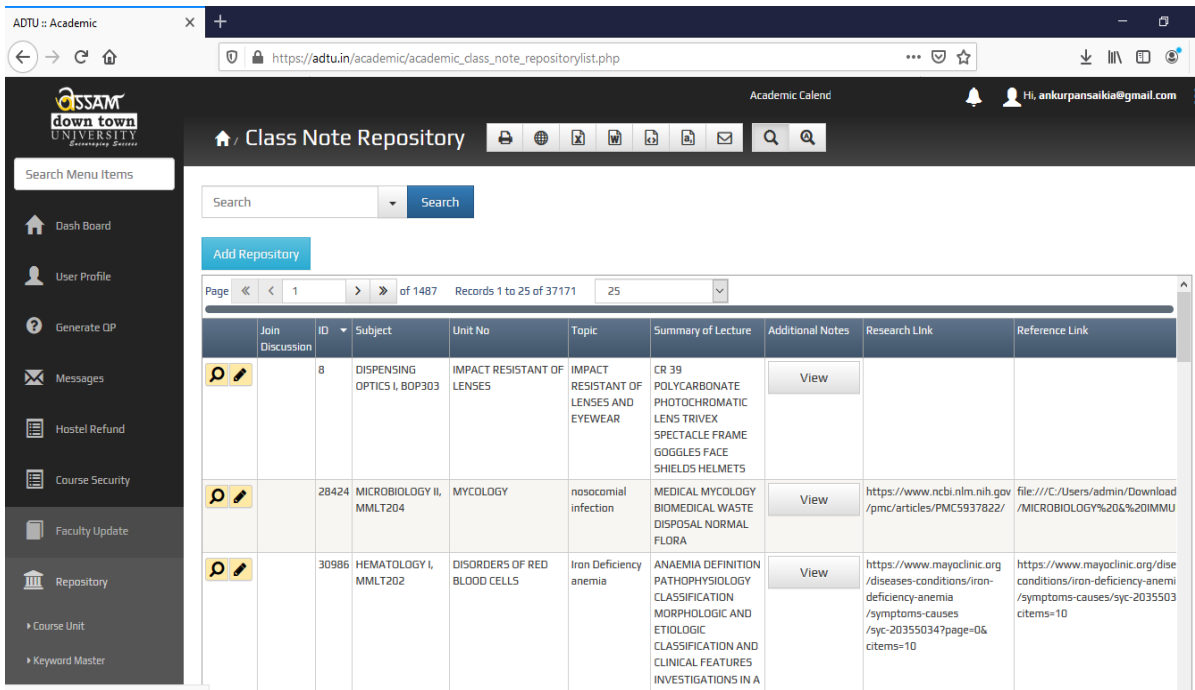 ADTU :: Academic
https://adtu.in/academic/academic_class_note_repositorylist.php
অssam
down town
UNIVERSITY
Encouraging Success
Academic Calend
Hi, ankurpansaikia@gmail.com
Class Note Repository
Search Menu Items
Dash Board
User Profile
Generate QP
Messages
Hostel Refund
Course Security
Faculty Update
Repository
Course Unit
Keyword Master
Search
Search
Add Repository
Page 1 of 1487 Records 1 to 25 of 37171 25
Join Discussion ID Subject Unit No Topic Summary of Lecture Additional Notes Research LInk Reference Link
8
DISPENSING
OPTICS I, BOP303
IMPACT RESISTANT OF
LENSES
IMPACT
RESISTANT OF
LENSES AND
EYEWEAR
CR 39
POLYCARBONATE
PHOTOCHROMATIC
LENS TRIVEX
SPECTACLE FRAME
GOGGLES FACE
SHIELDS HELMETS
View
28424
MICROBIOLOGY II,
MMLT204
MYCOLOGY
nosocomial
infection
MEDICAL MYCOLOGY
BIOMEDICAL WASTE
DISPOSAL NORMAL
FLORA
View
https://www.ncbi.nlm.nih.gov
/pmc/articles/PMC5937822/
file:///C:/Users/admin/Download
/MICROBIOLOGY%20&%20IMMU
30986
HEMATOLOGY I,
MMLT202
DISORDERS OF RED
BLOOD CELLS
Iron Deficiency
anemia
ANAEMIA DEFINITION
PATHOPHYSIOLOGY
CLASSIFICATION
MORPHOLOGIC AND
ETIOLOGIC
CLASSIFICATION AND
CLINICAL FEATURES
INVESTIGATIONS IN A
View
https://www.mayoclinic.org
/diseases-conditions/iron-
deficiency-anemia
/symptoms-causes
/syc-20355034?page=0&
citems=10
https://www.mayoclinic.org/dise
conditions/iron-deficiency-anemi
/symptoms-causes/syc-2035503
citems=10